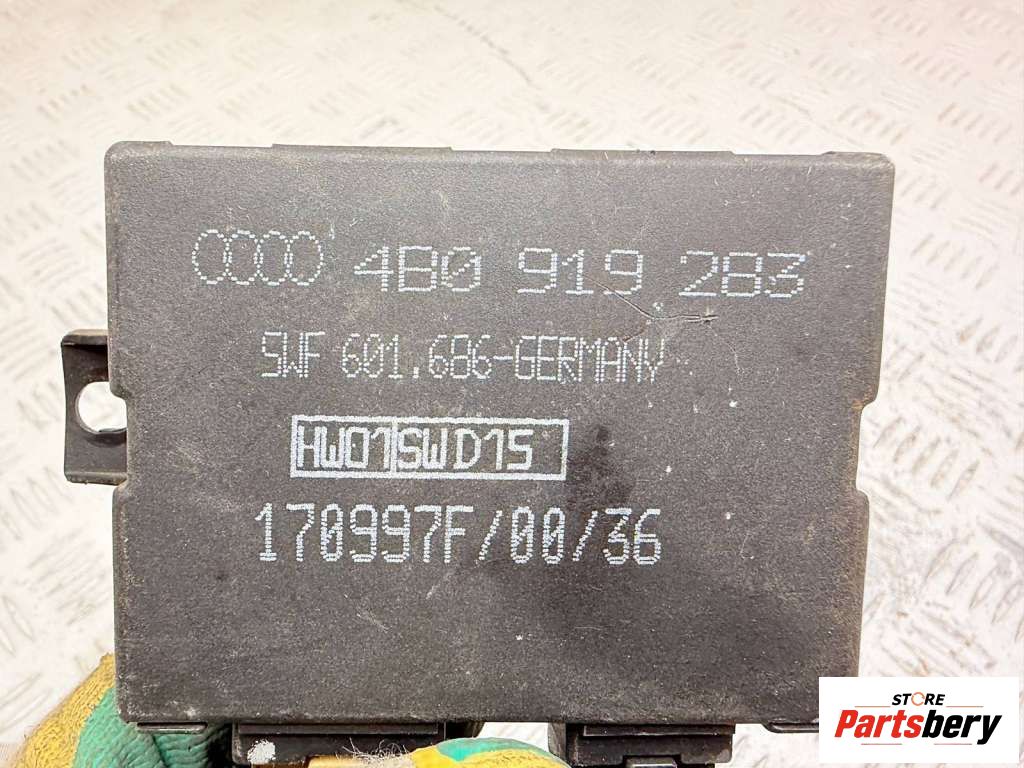 4B0 919 283
SWF 601.686-GERMANY
HW01 SW D15
170997F/00/36
STORE
Partsbery